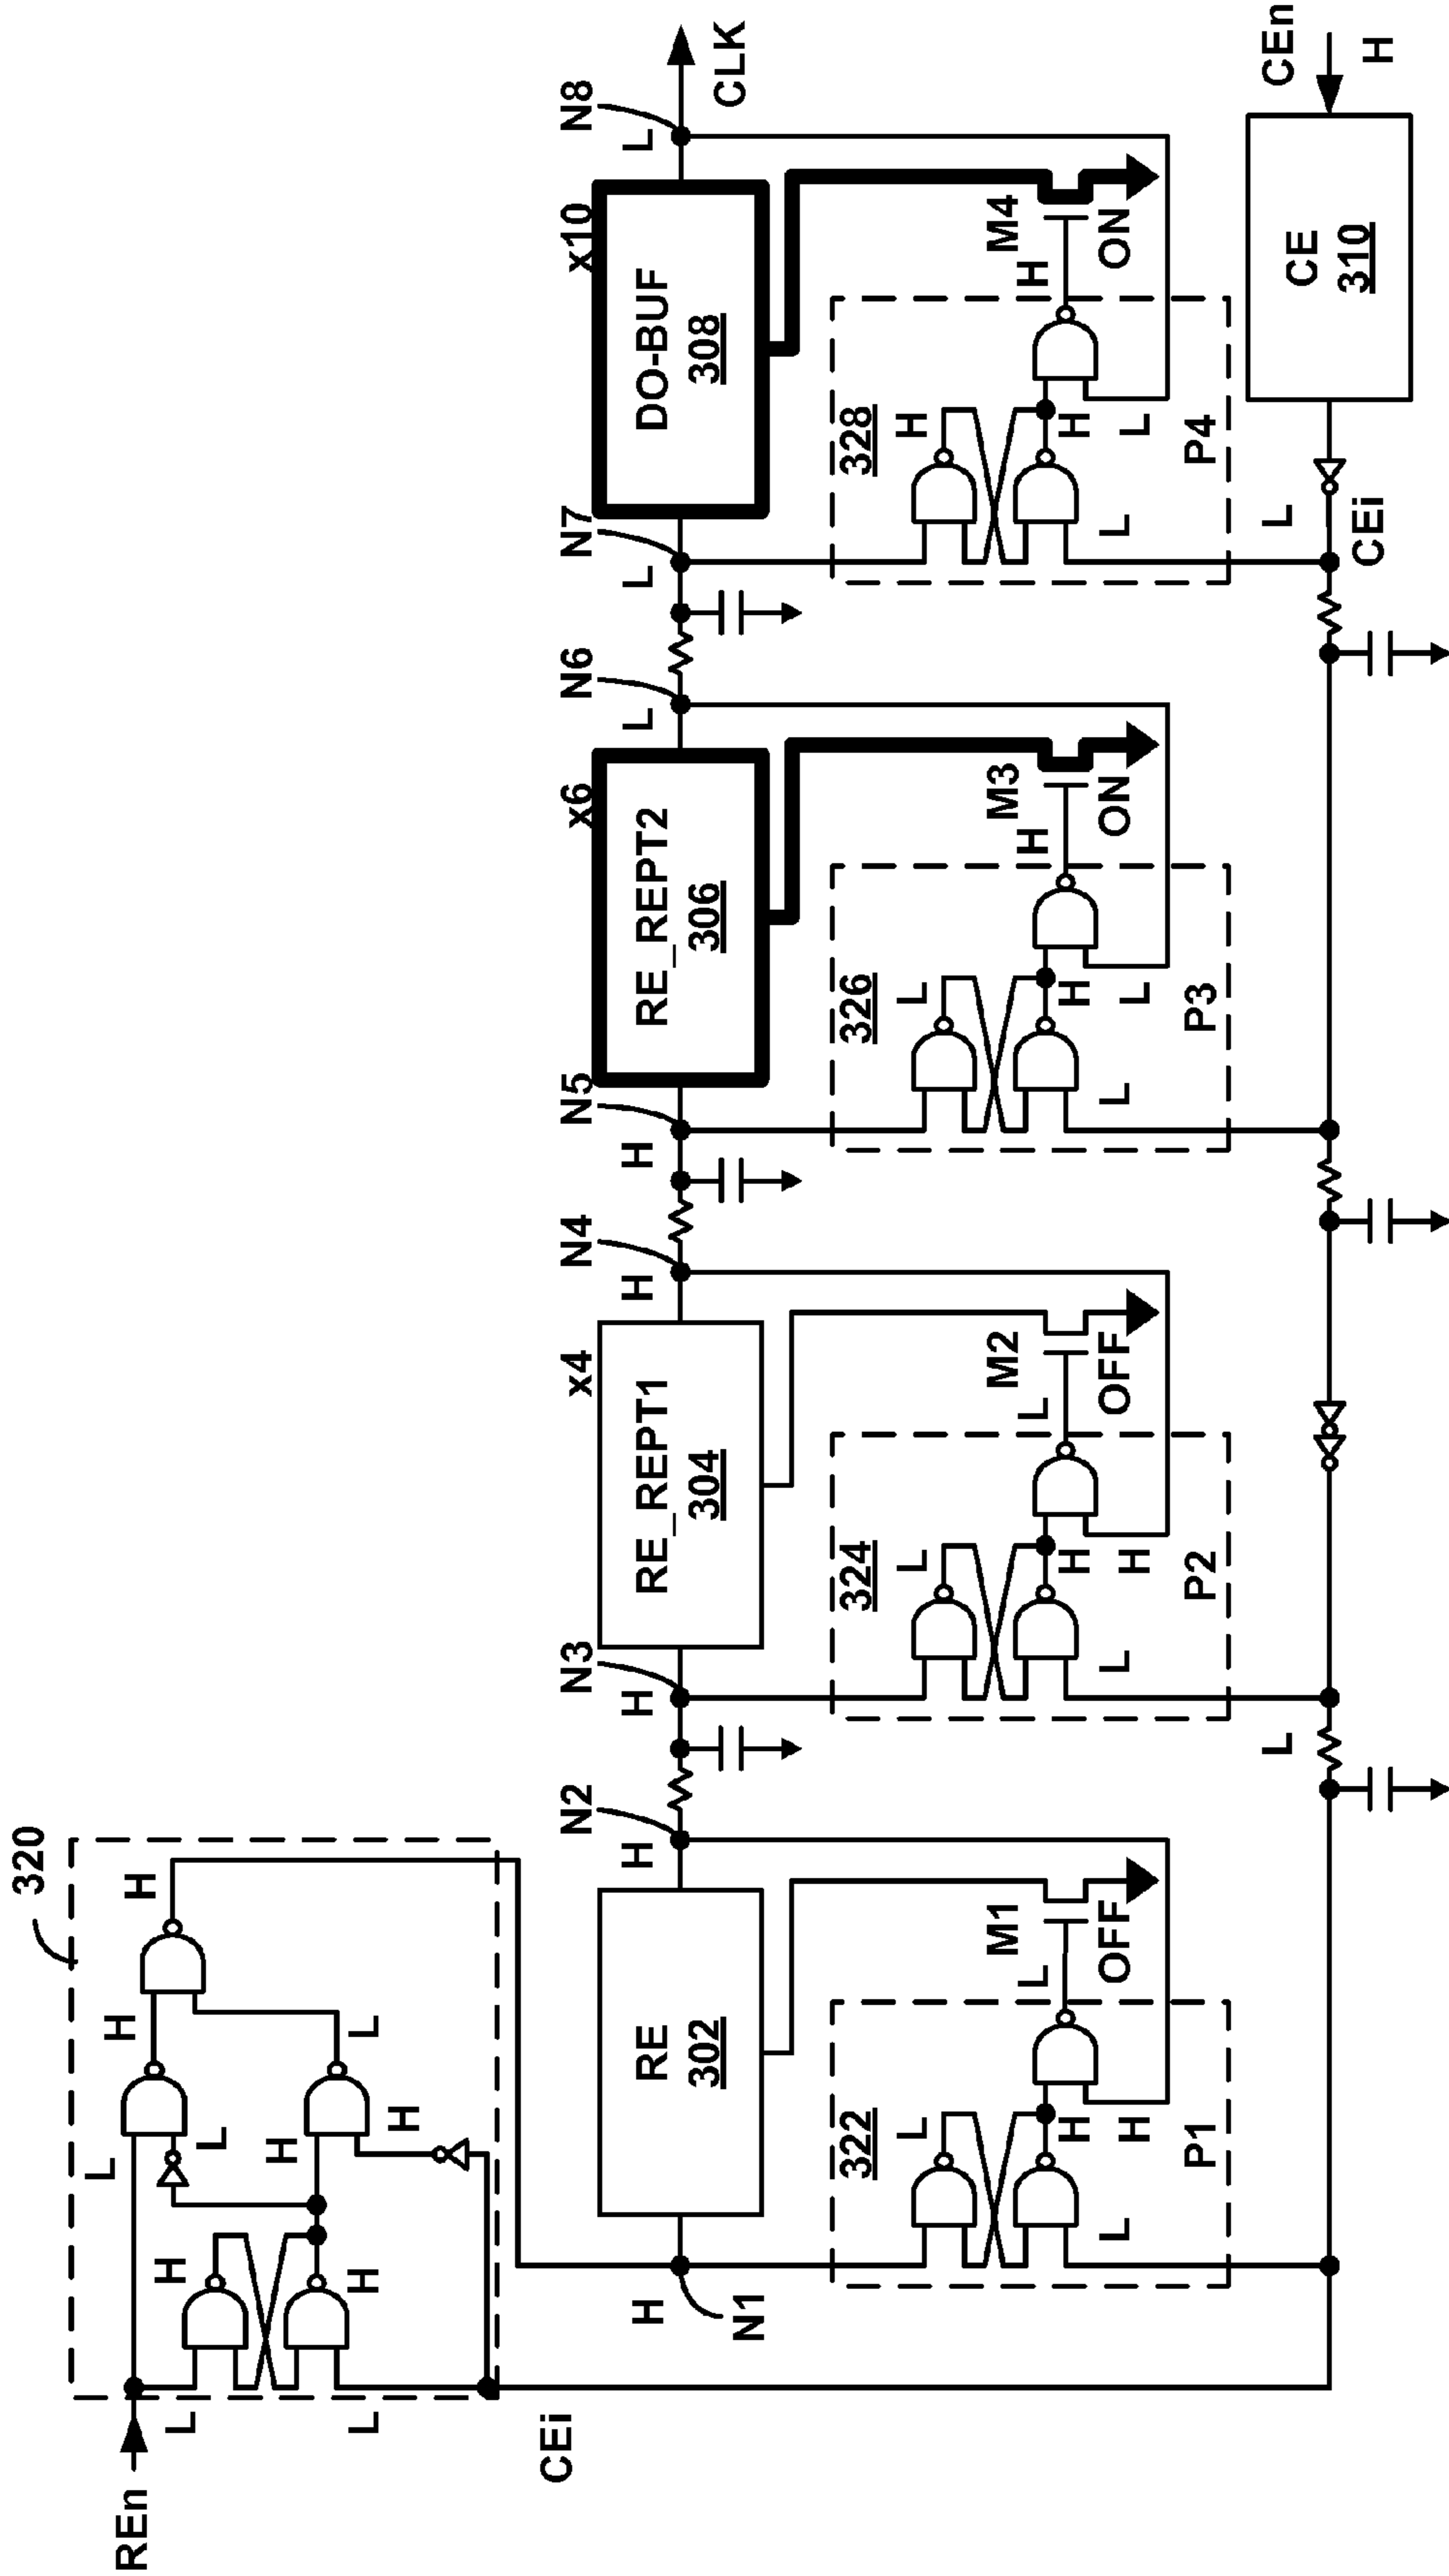 320
REn
L
L
L
H
H
L
H
H
H
L
H
CEi
N1
H
RE
302
H
N2
322
L
H
H
L
P1
L
M1
OFF
N3
H
x4
RE_REPT1
304
H
N4
324
L
H
H
L
P2
L
M2
OFF
L
N5
H
x6
RE_REPT2
306
L
N6
326
L
H
L
L
P3
H
M3
ON
N7
L
x10
DO-BUF
308
L
N8
CLK
328
H
H
L
L
P4
H
M4
ON
L
CEi
CE
310
CEn
H